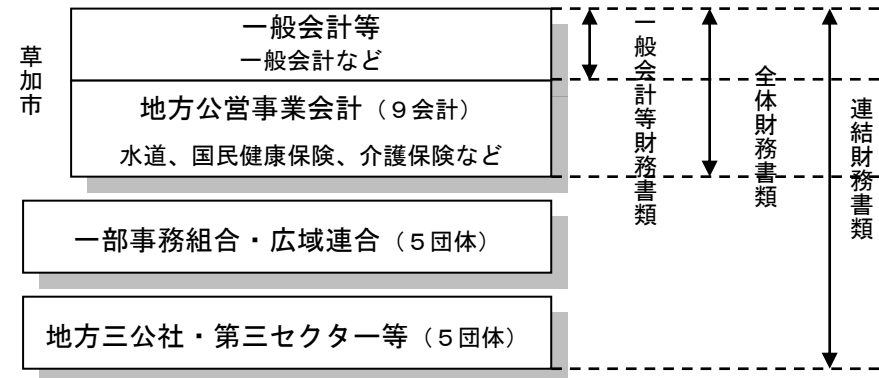 草加市
一般会計等
一般会計など
地方公営事業会計（９会計）
水道、国民健康保険、介護保険など
一部事務組合・広域連合（５団体）
地方三公社・第三セクター等（５団体）
一般会計等財務書類
全体財務書類
連結財務書類